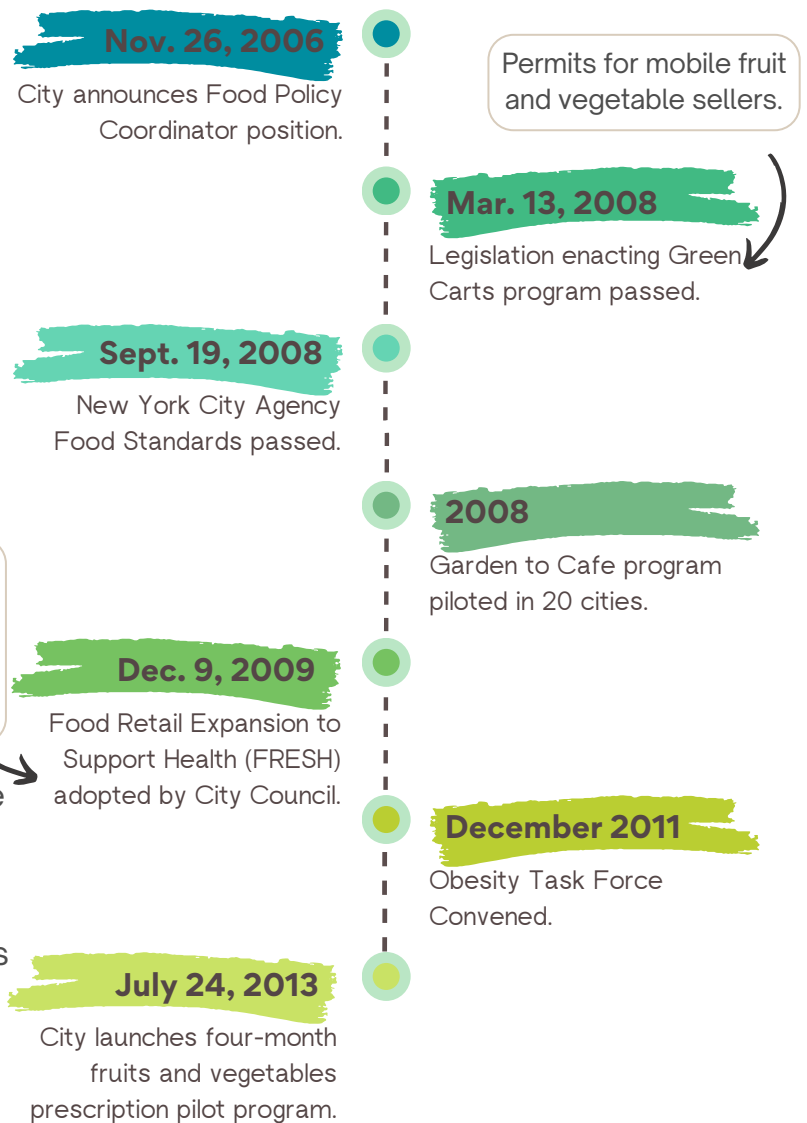 Nov. 26, 2006
City announces Food Policy
Coordinator position.
Permits for mobile fruit
and vegetable sellers.
Mar. 13, 2008
Legislation enacting Green
Carts program passed.
Sept. 19, 2008
New York City Agency
Food Standards passed.
2008
Garden to Cafe program
piloted in 20 cities.
Dec. 9, 2009
Food Retail Expansion to
Support Health (FRESH)
adopted by City Council.
December 2011
Obesity Task Force
Convened.
July 24, 2013
City launches four-month
fruits and vegetables
prescription pilot program.